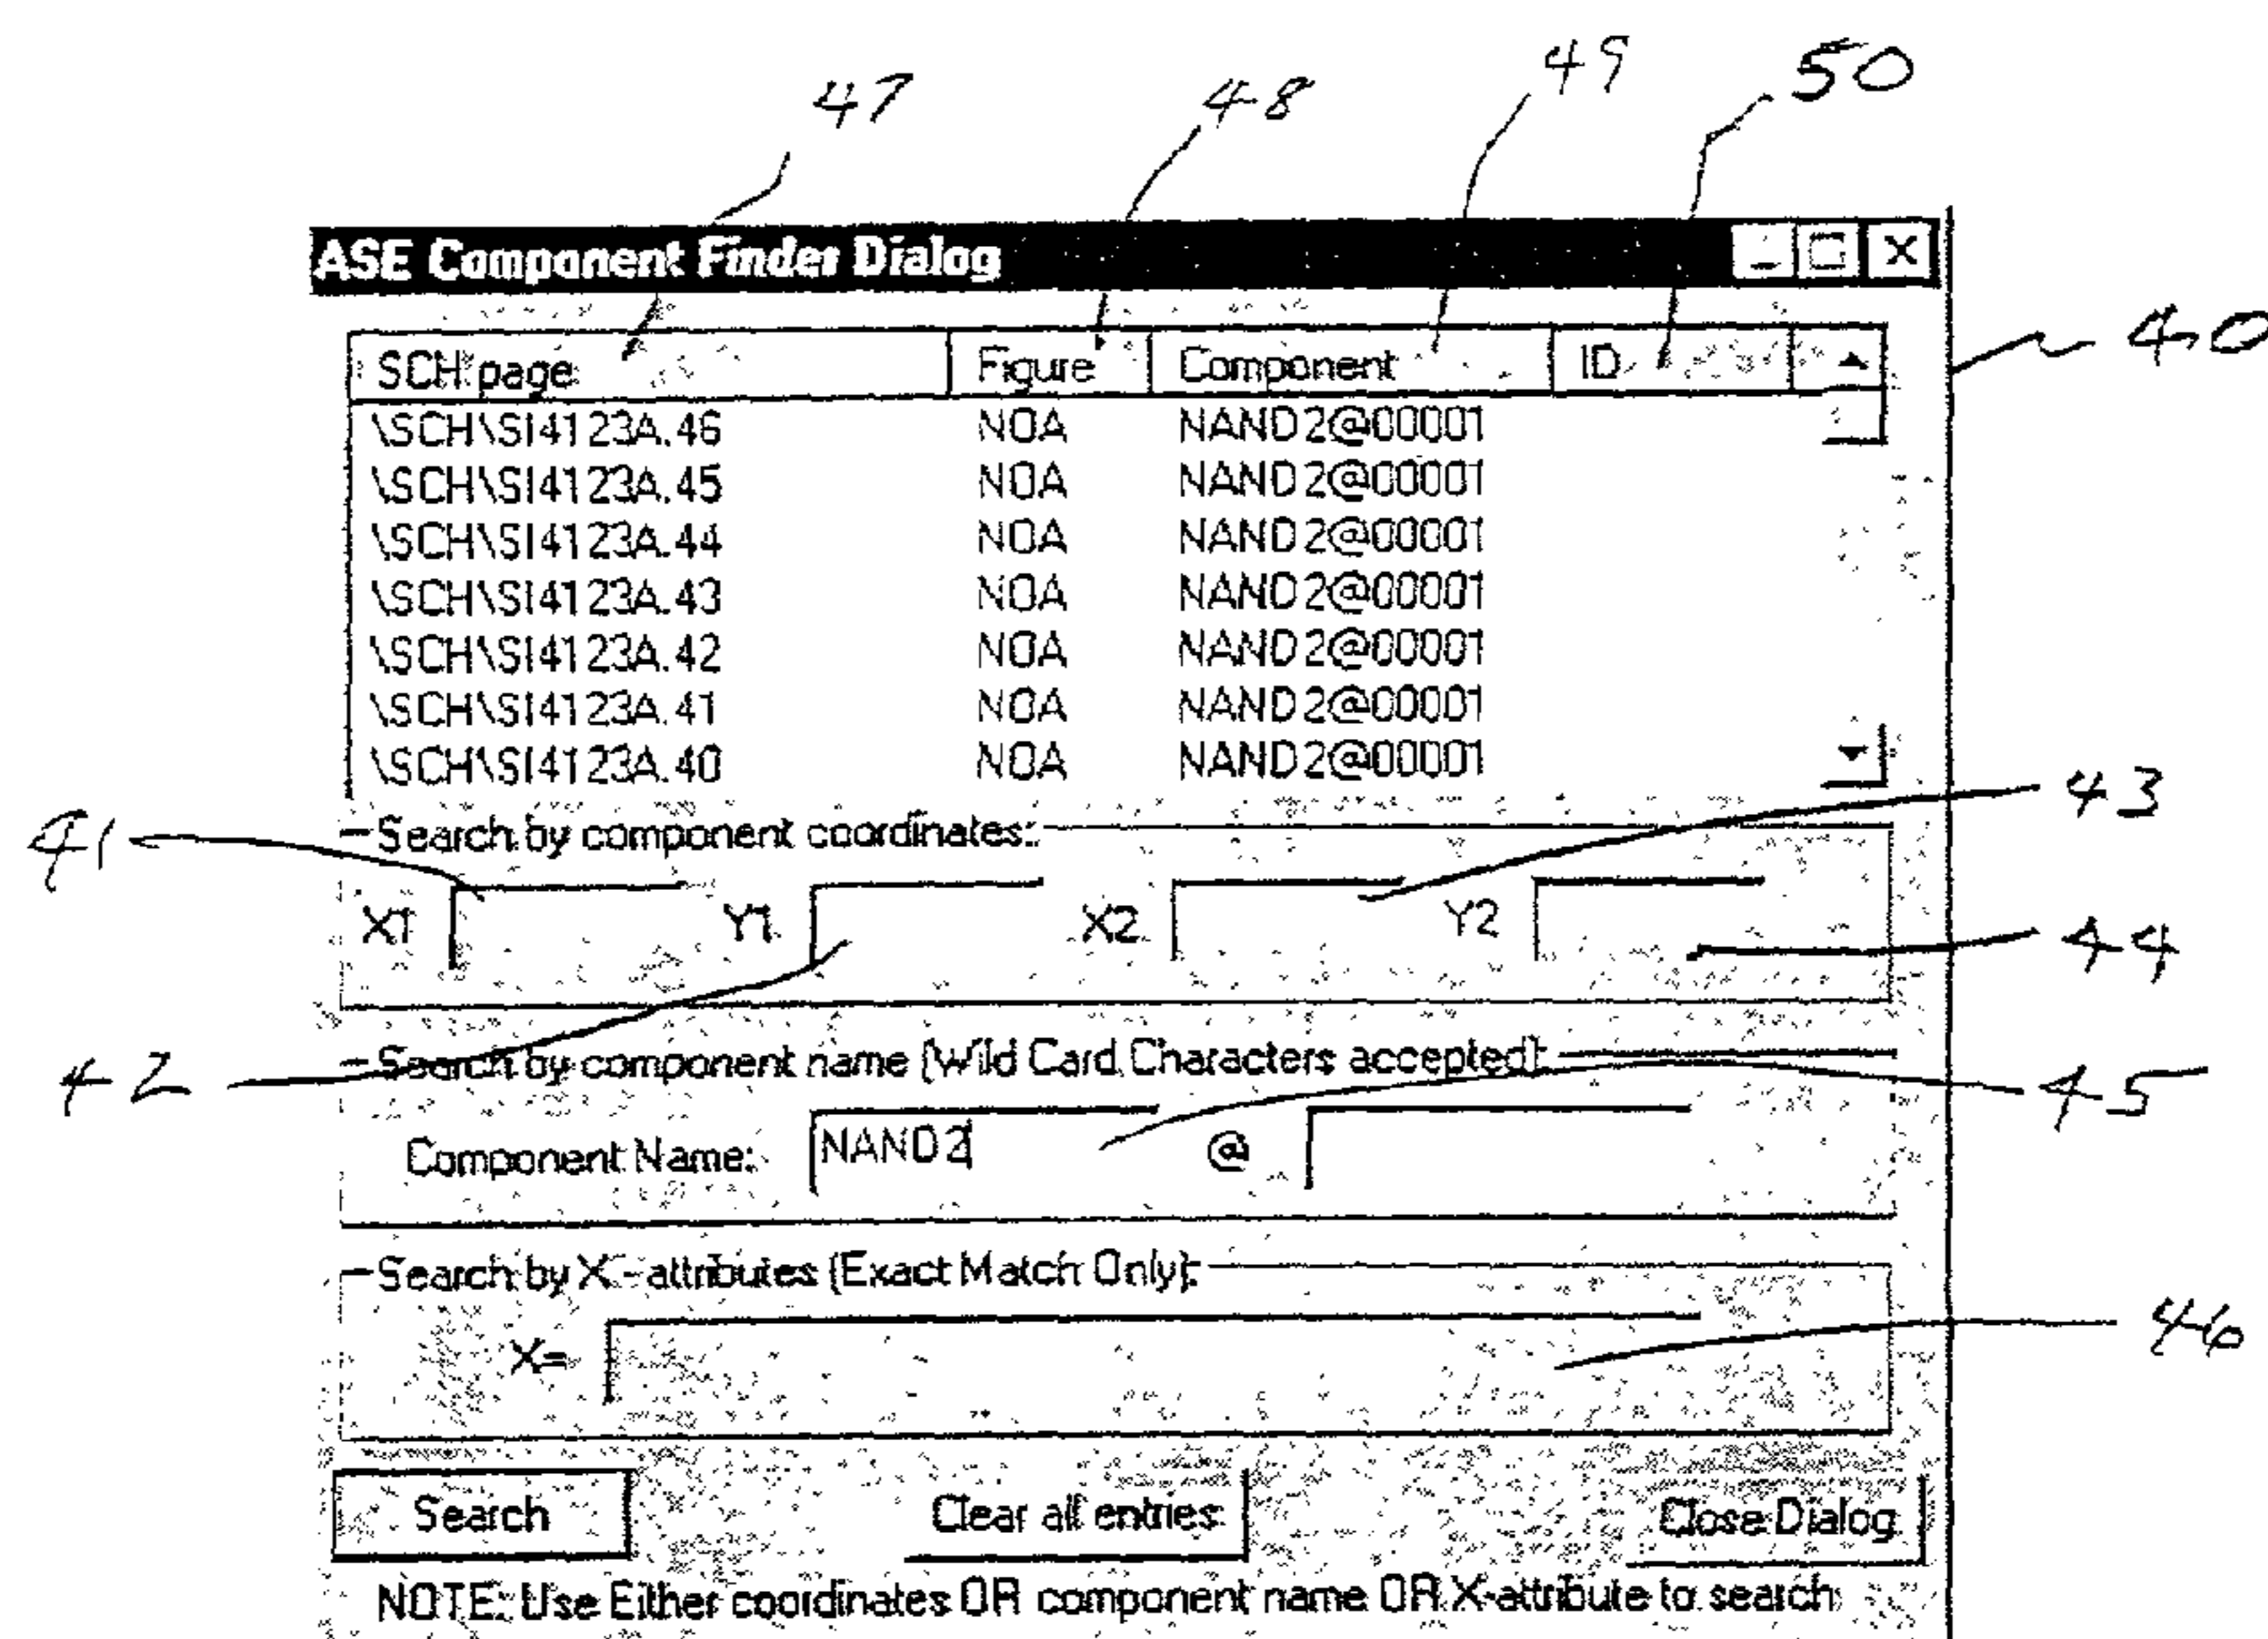 47 48 49 50
ASE Component Finder Dialog
40
SCH page Figure Component ID
\SCH\SI4123A.46 NOA NAND2@00001
\SCH\SI4123A.45 NOA NAND2@00001
\SCH\SI4123A.44 NOA NAND2@00001
\SCH\SI4123A.43 NOA NAND2@00001
\SCH\SI4123A.42 NOA NAND2@00001
\SCH\SI4123A.41 NOA NAND2@00001
\SCH\SI4123A.40 NOA NAND2@00001
43
41 Search by component coordinates:
X1 Y1 X2 Y2
44
42 Search by component name (Wild Card Characters accepted):
45
Component Name: NAND2 @
Search by X - attributes (Exact Match Only):
X= 46
Search Clear all entries Close Dialog
NOTE: Use Either coordinates OR component name OR X-attribute to search